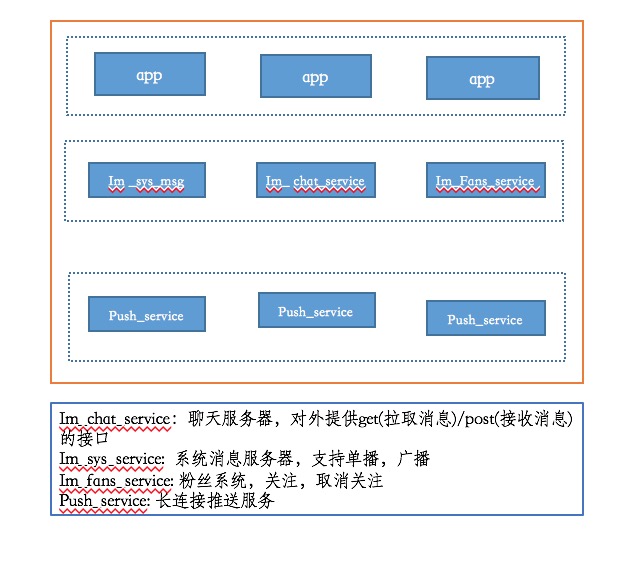 app
app
app
Im _sys_msg
Im_ chat_service
Im_Fans_service
Push_service
Push_service
Push_service
Im_chat_service：聊天服务器，对外提供get(拉取消息)/post(接收消息)
的接口
Im_sys_service: 系统消息服务器，支持单播，广播
Im_fans_service: 粉丝系统，关注，取消关注
Push_service: 长连接推送服务